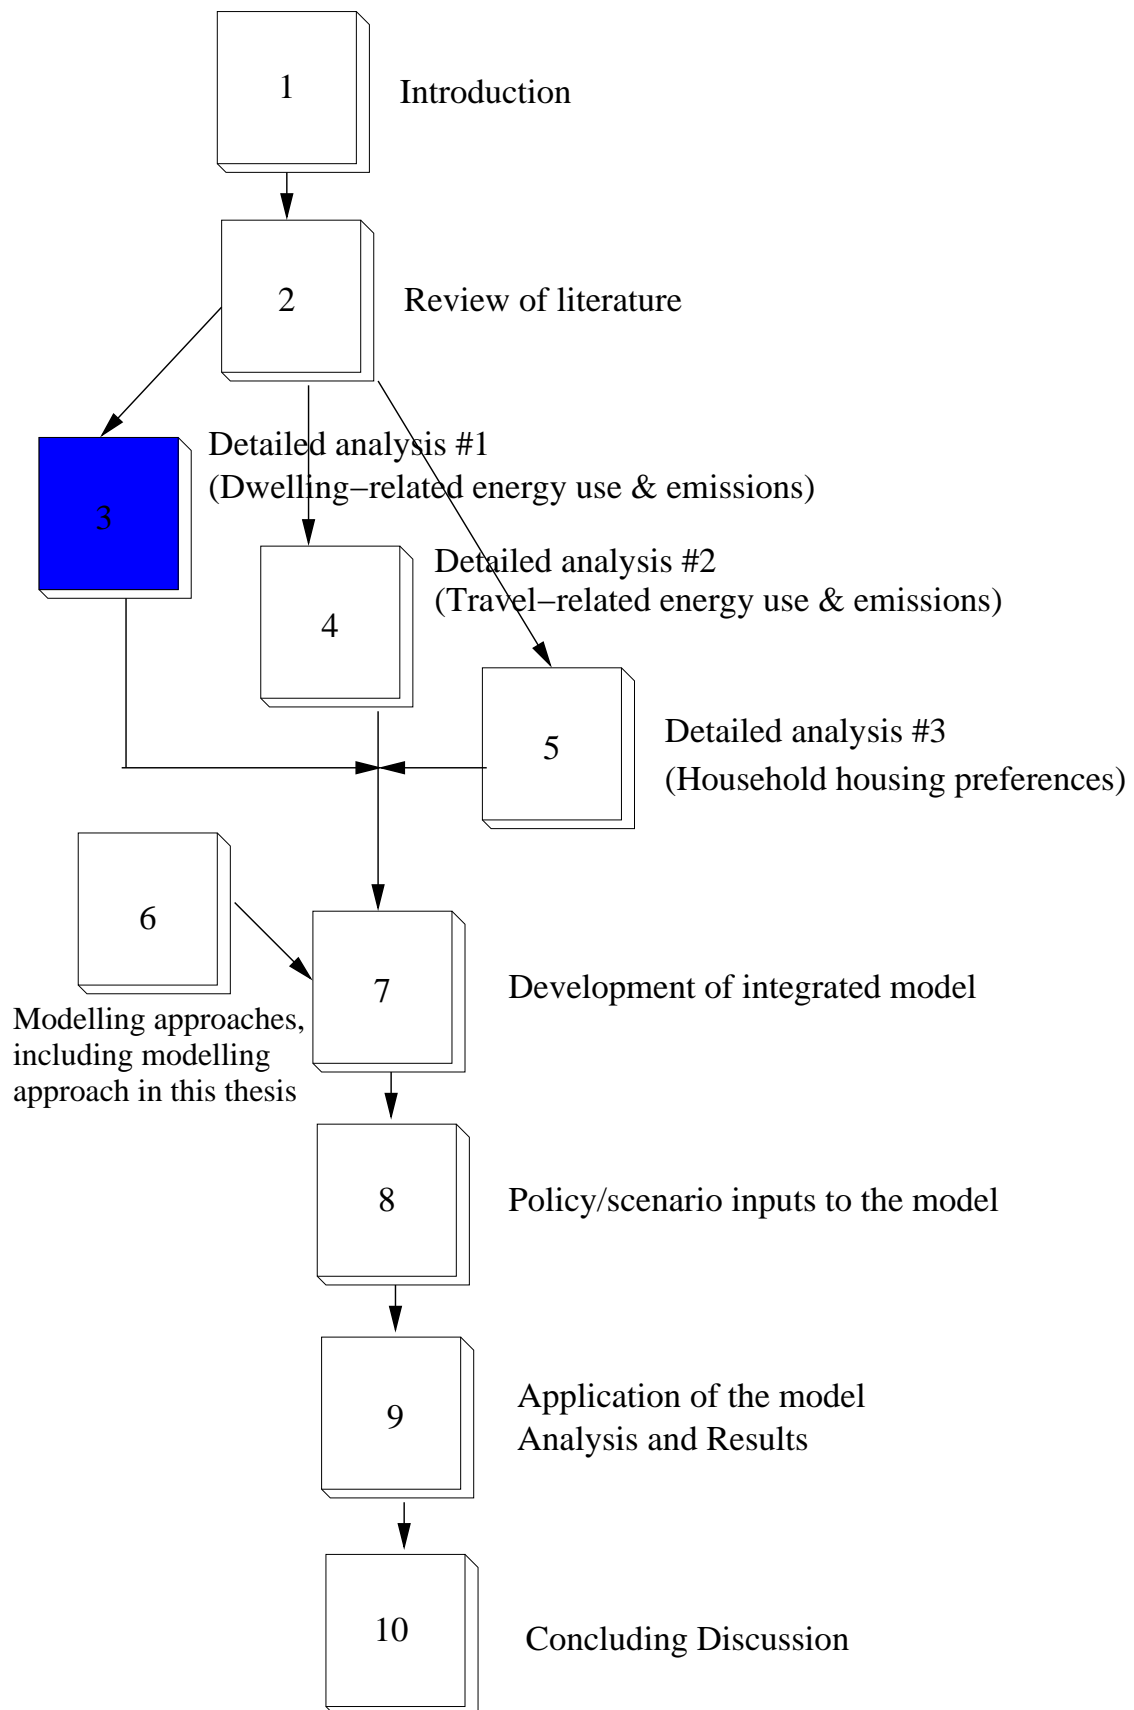 1
Introduction
2
Review of literature
3
Detailed analysis #1
(Dwelling−related energy use & emissions)
4
Detailed analysis #2
(Travel−related energy use & emissions)
5
Detailed analysis #3
(Household housing preferences)
6
Modelling approaches,
including modelling
approach in this thesis
7
Development of integrated model
8
Policy/scenario inputs to the model
9
Application of the model
Analysis and Results
10
Concluding Discussion